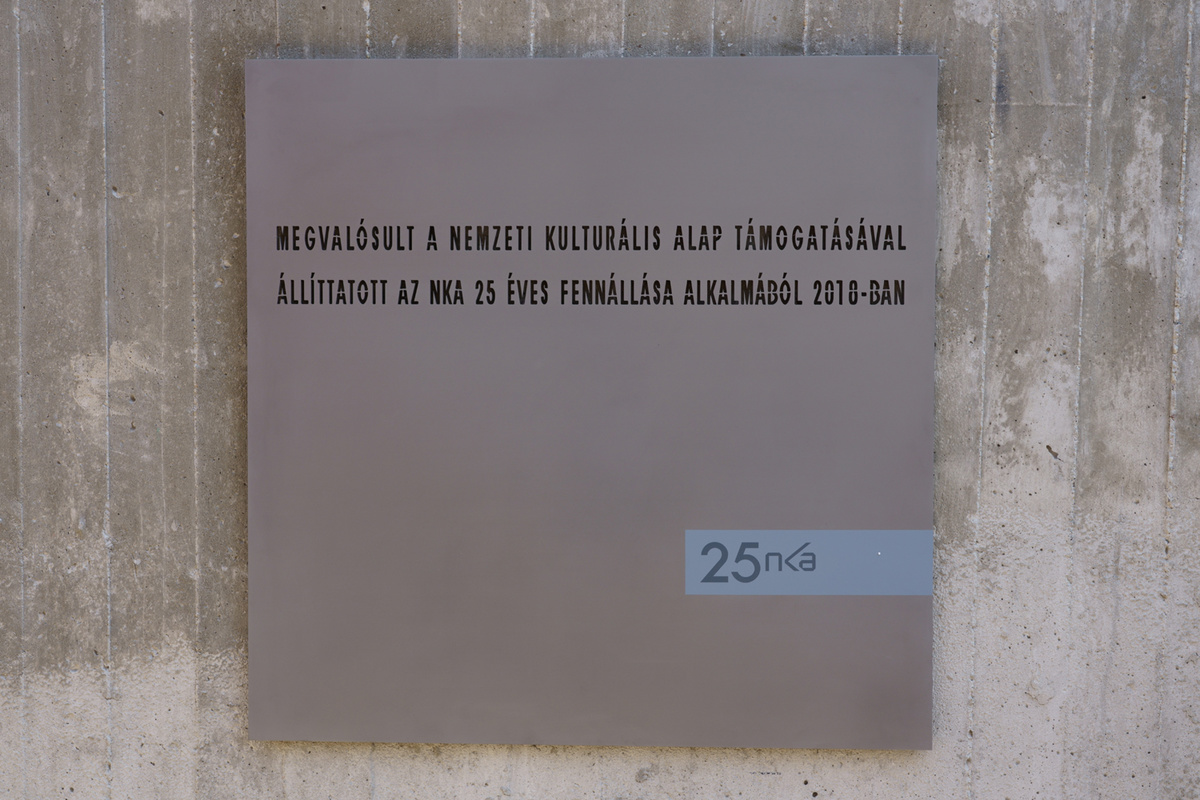 MEGVALÓSULT A NEMZETI KULTURÁLIS ALAP TÁMOGATÁSÁVAL
ÁLLÍTTATOTT AZ NKA 25 ÉVES FENNÁLLÁSA ALKALMÁBÓL 2018-BAN
25nka